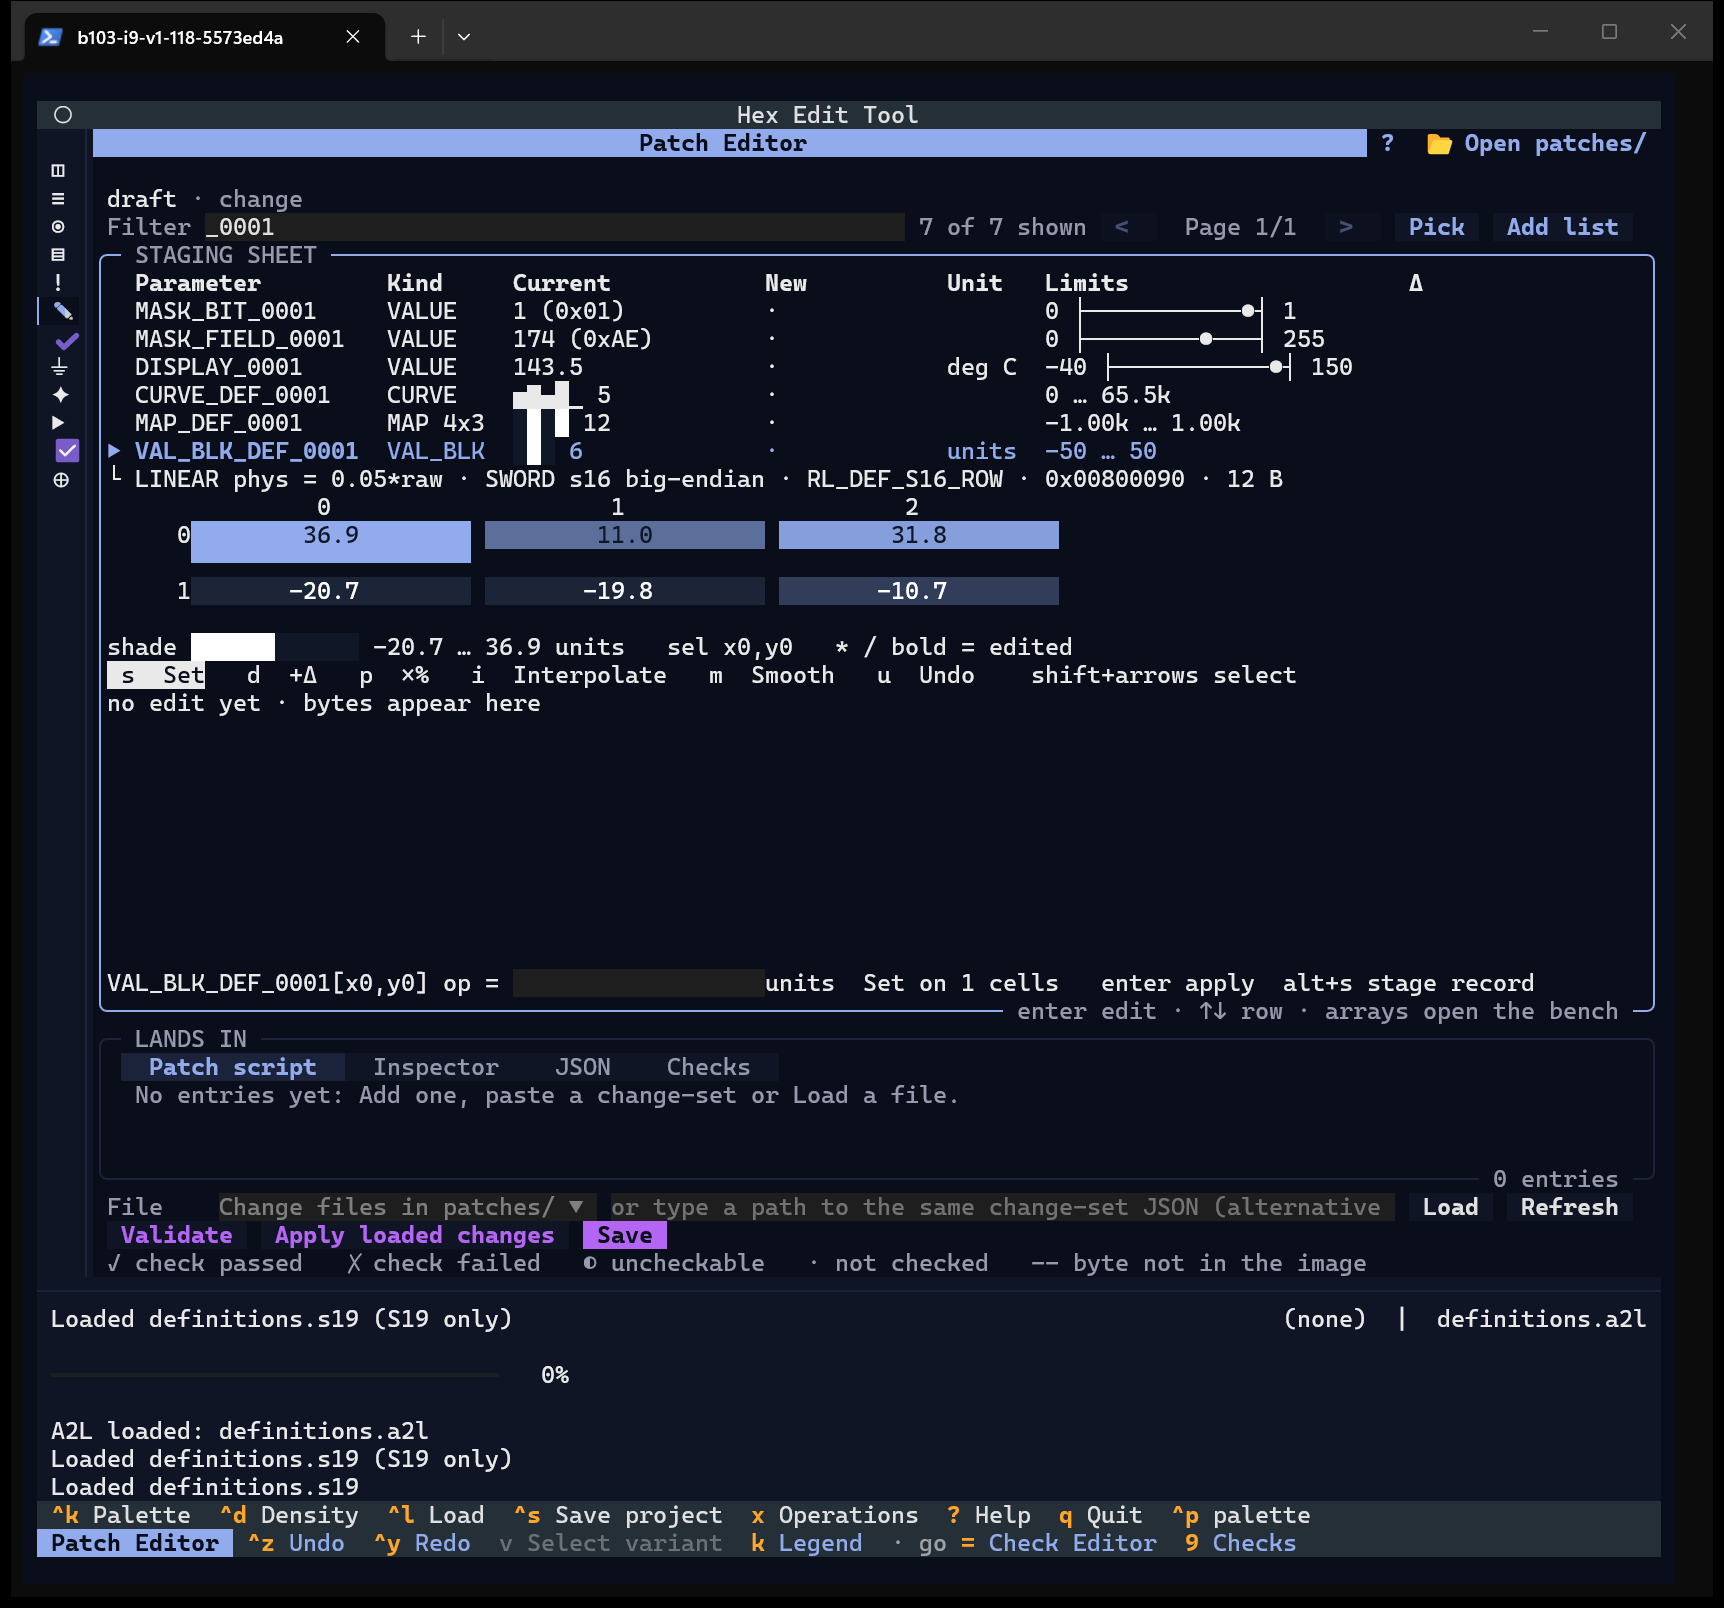 b103-i9-v1-118-5573ed4a
Hex Edit Tool
Patch Editor ? Open patches/
draft · change
Filter _0001 7 of 7 shown < Page 1/1 > Pick Add list
STAGING SHEET
Parameter Kind Current New Unit Limits Δ
MASK_BIT_0001 VALUE 1 (0x01) · 0 1
MASK_FIELD_0001 VALUE 174 (0xAE) · 0 255
DISPLAY_0001 VALUE 143.5 · deg C -40 150
CURVE_DEF_0001 CURVE 5 · 0 … 65.5k
MAP_DEF_0001 MAP 4x3 12 · -1.00k … 1.00k
▶ VAL_BLK_DEF_0001 VAL_BLK 6 · units -50 … 50
└ LINEAR phys = 0.05*raw · SWORD s16 big-endian · RL_DEF_S16_ROW · 0x00800090 · 12 B
0 1 2
0 36.9 11.0 31.8
1 -20.7 -19.8 -10.7
shade -20.7 … 36.9 units sel x0,y0 * / bold = edited
s Set d +Δ p ×% i Interpolate m Smooth u Undo shift+arrows select
no edit yet · bytes appear here
VAL_BLK_DEF_0001[x0,y0] op = units Set on 1 cells enter apply alt+s stage record
enter edit · ↑↓ row · arrays open the bench
LANDS IN
Patch script Inspector JSON Checks
No entries yet: Add one, paste a change-set or Load a file.
0 entries
File Change files in patches/ ▼ or type a path to the same change-set JSON (alternative Load Refresh
Validate Apply loaded changes Save
√ check passed ╳ check failed ◐ uncheckable · not checked -- byte not in the image
Loaded definitions.s19 (S19 only) (none) | definitions.a2l
0%
A2L loaded: definitions.a2l
Loaded definitions.s19 (S19 only)
Loaded definitions.s19
^k Palette ^d Density ^l Load ^s Save project x Operations ? Help q Quit ^p palette
Patch Editor ^z Undo ^y Redo v Select variant k Legend · go = Check Editor 9 Checks